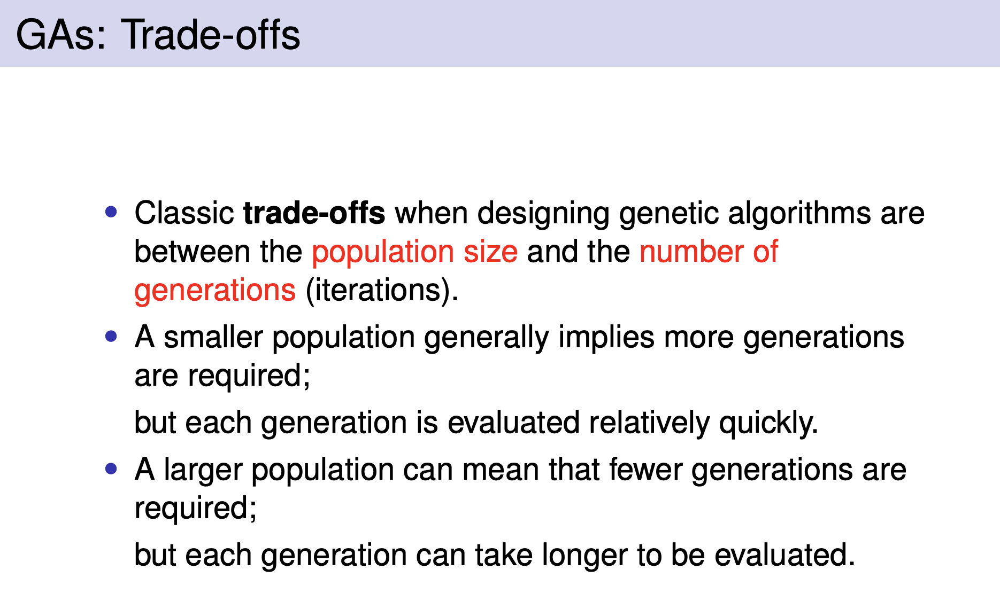 GAs: Trade-offs
• Classic trade-offs when designing genetic algorithms are
between the population size and the number of
generations (iterations).
• A smaller population generally implies more generations
are required;
but each generation is evaluated relatively quickly.
• A larger population can mean that fewer generations are
required;
but each generation can take longer to be evaluated.